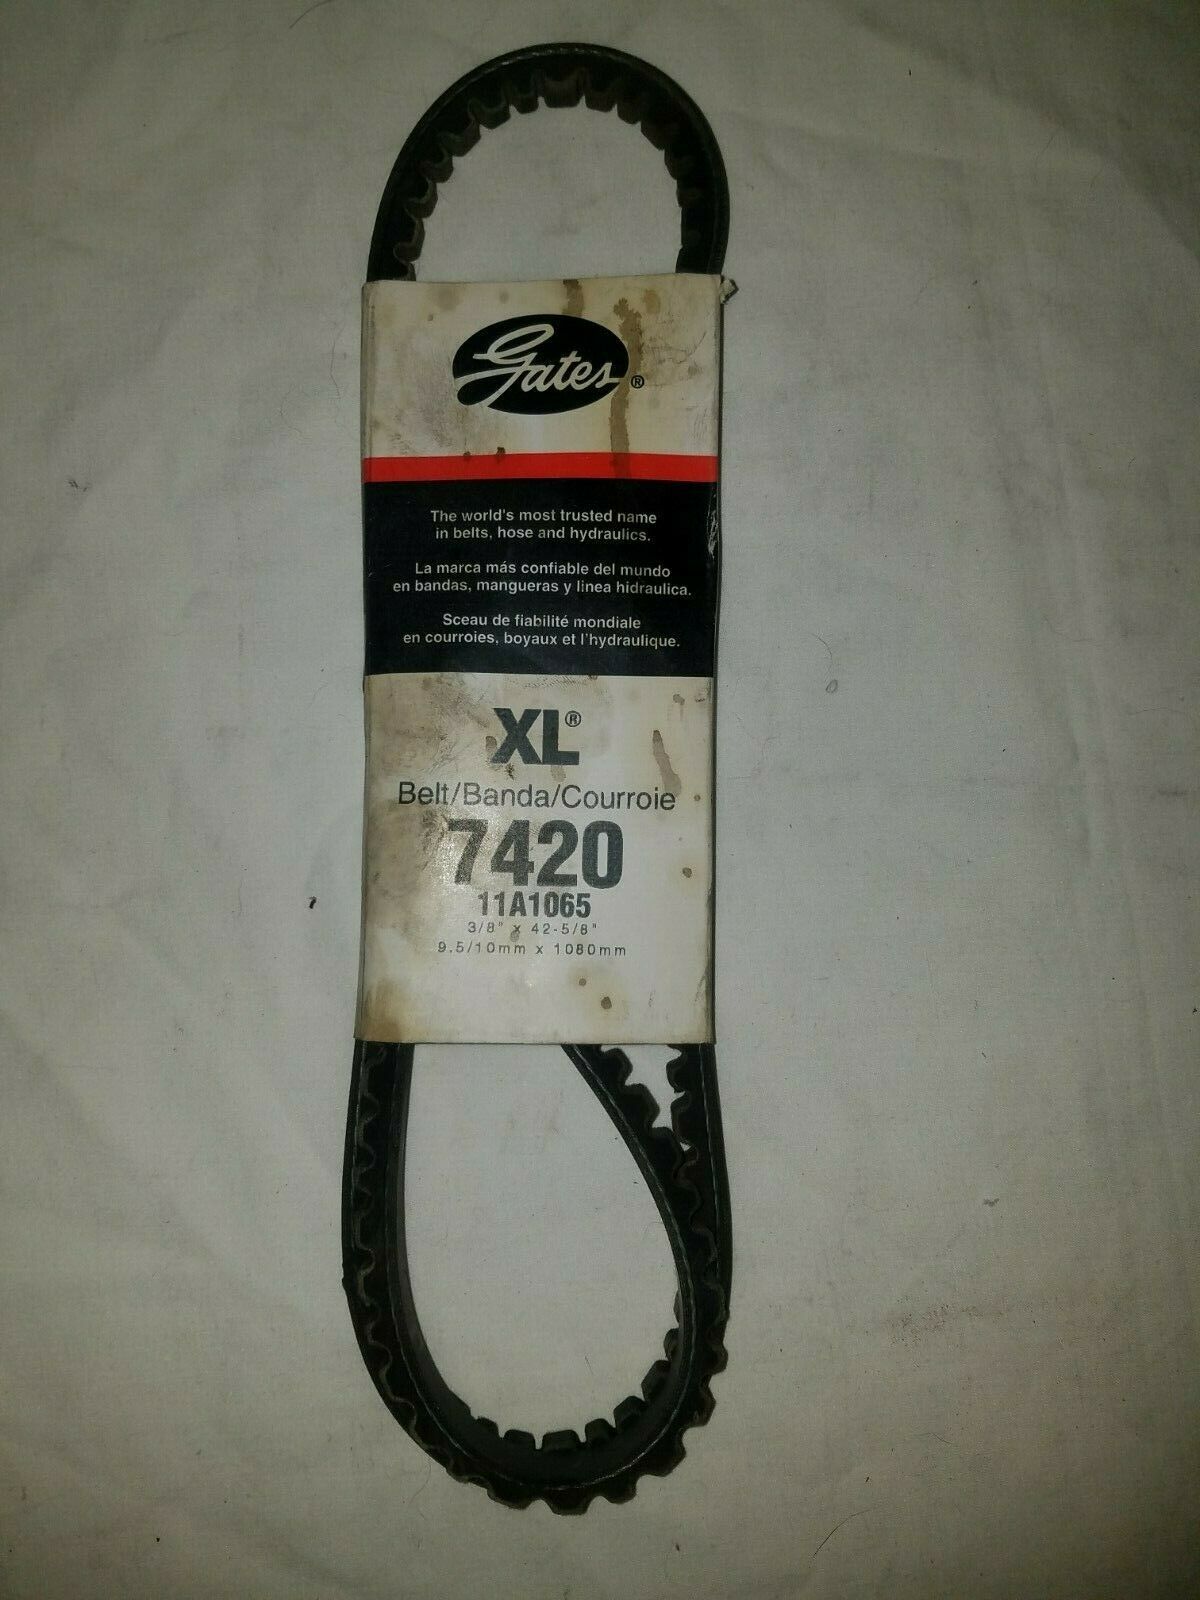 Gates®
The world's most trusted name
in belts, hose and hydraulics.
La marca más confiable del mundo
en bandas, mangueras y linea hidraulica.
Sceau de fiabilité mondiale
en courroies, boyaux et l'hydraulique.
XL®
Belt/Banda/Courroie
7420
11A1065
3/8" x 42-5/8"
9.5/10mm x 1080mm